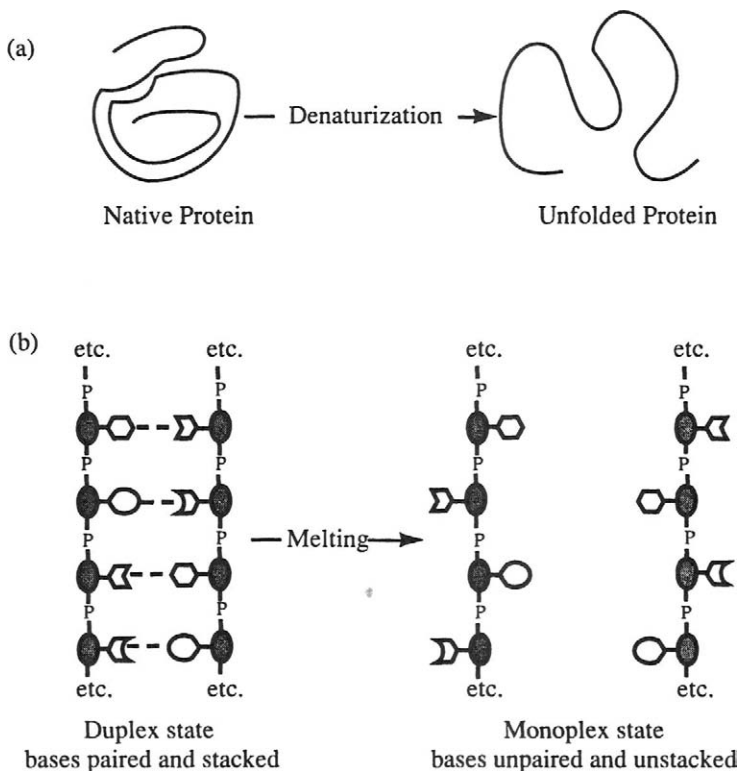 (a)
Denaturization
Native Protein Unfolded Protein
(b)
etc. etc. etc. etc.
P P P P
P P P P
P P
Melting
P P
P P P P
etc. etc. etc. etc.
Duplex state Monoplex state
bases paired and stacked bases unpaired and unstacked